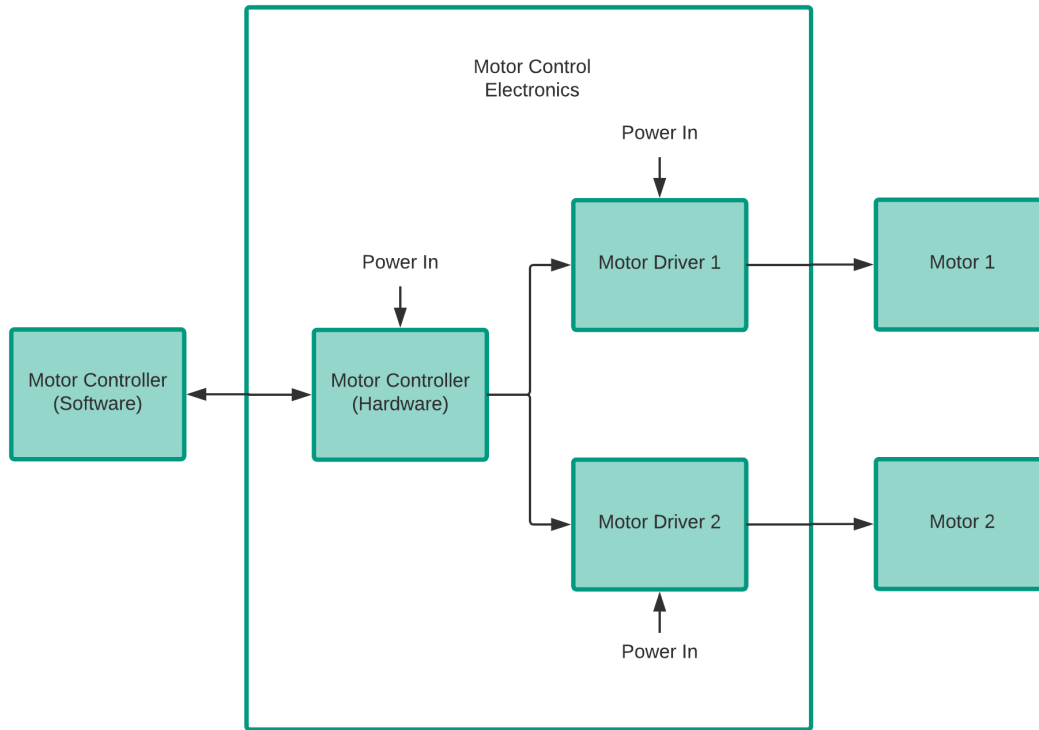 Motor Control
Electronics
Power In
Motor Driver 1
Motor 1
Power In
Motor Controller
(Software)
Motor Controller
(Hardware)
Motor Driver 2
Motor 2
Power In